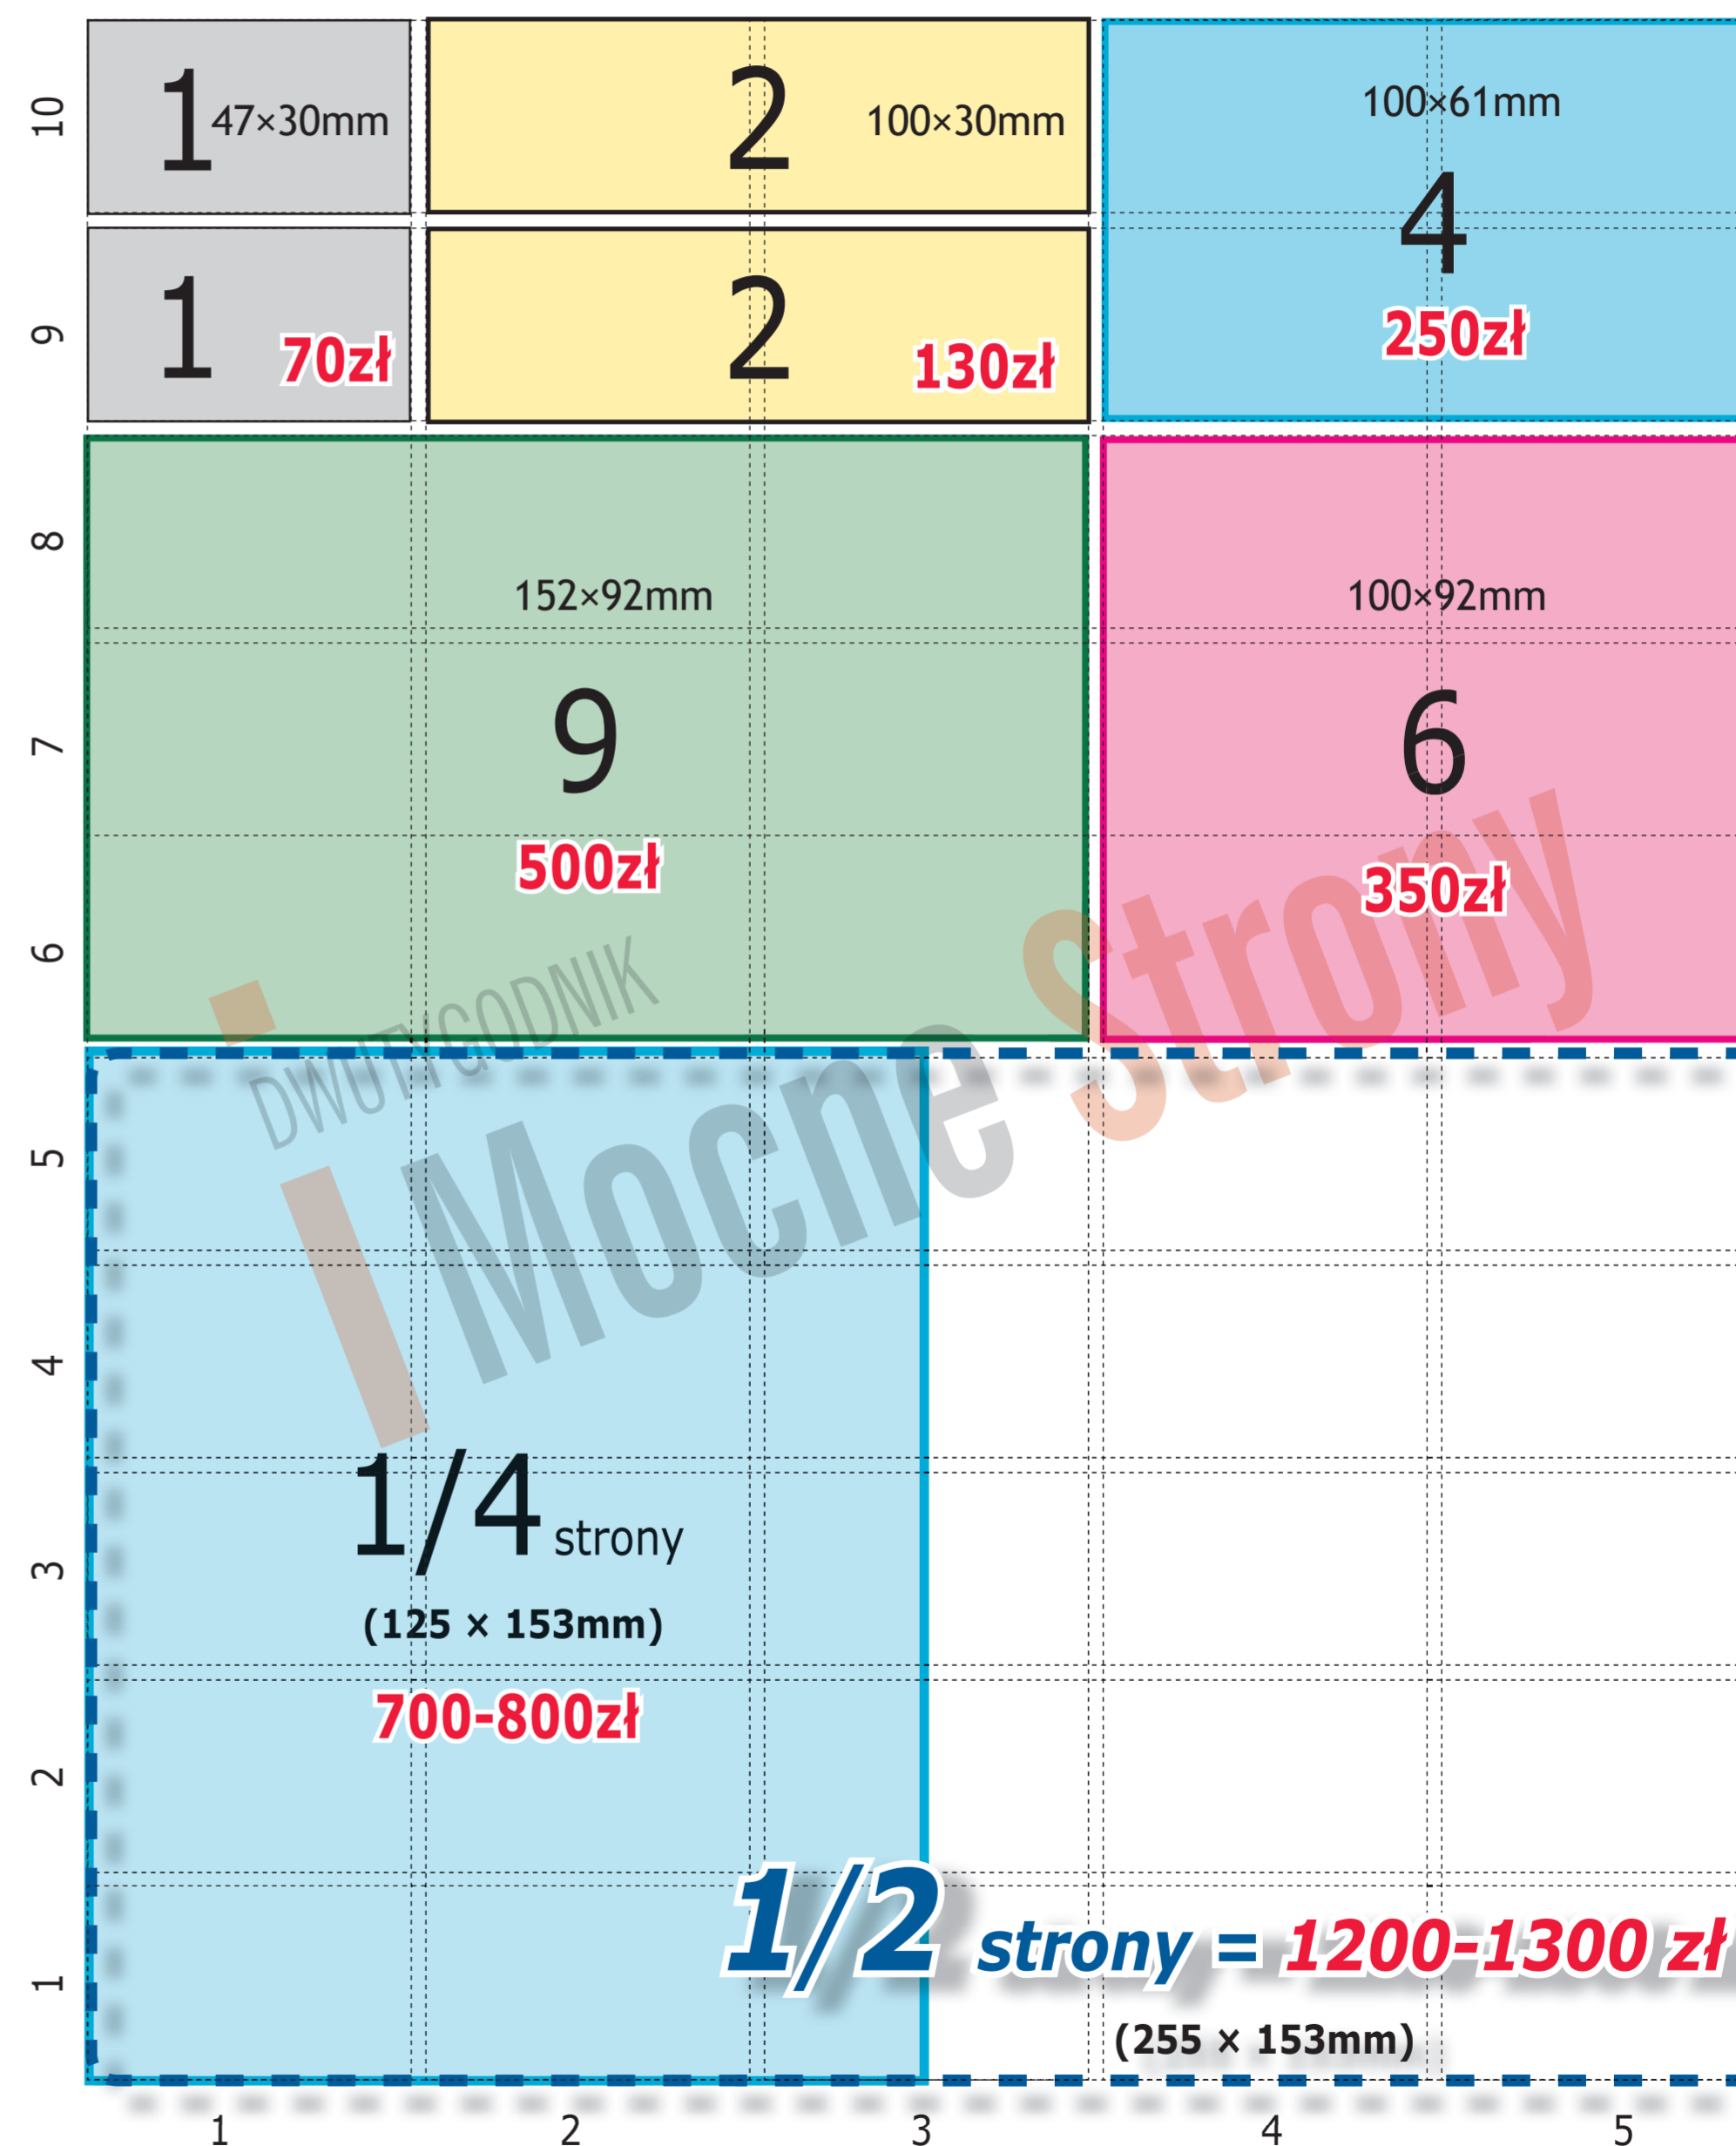 10
1 47×30mm
2 100×30mm
100×61mm
4
250zł
9
1 70zł
2 130zł
8
152×92mm
9
500zł
100×92mm
6
350zł
7
6
DWUTYGODNIK
i Mocne Strony
5
4
1/4 strony
(125 × 153mm)
700-800zł
3
2
1/2 strony = 1200-1300 zł
(255 × 153mm)
1
1 2 3 4 5